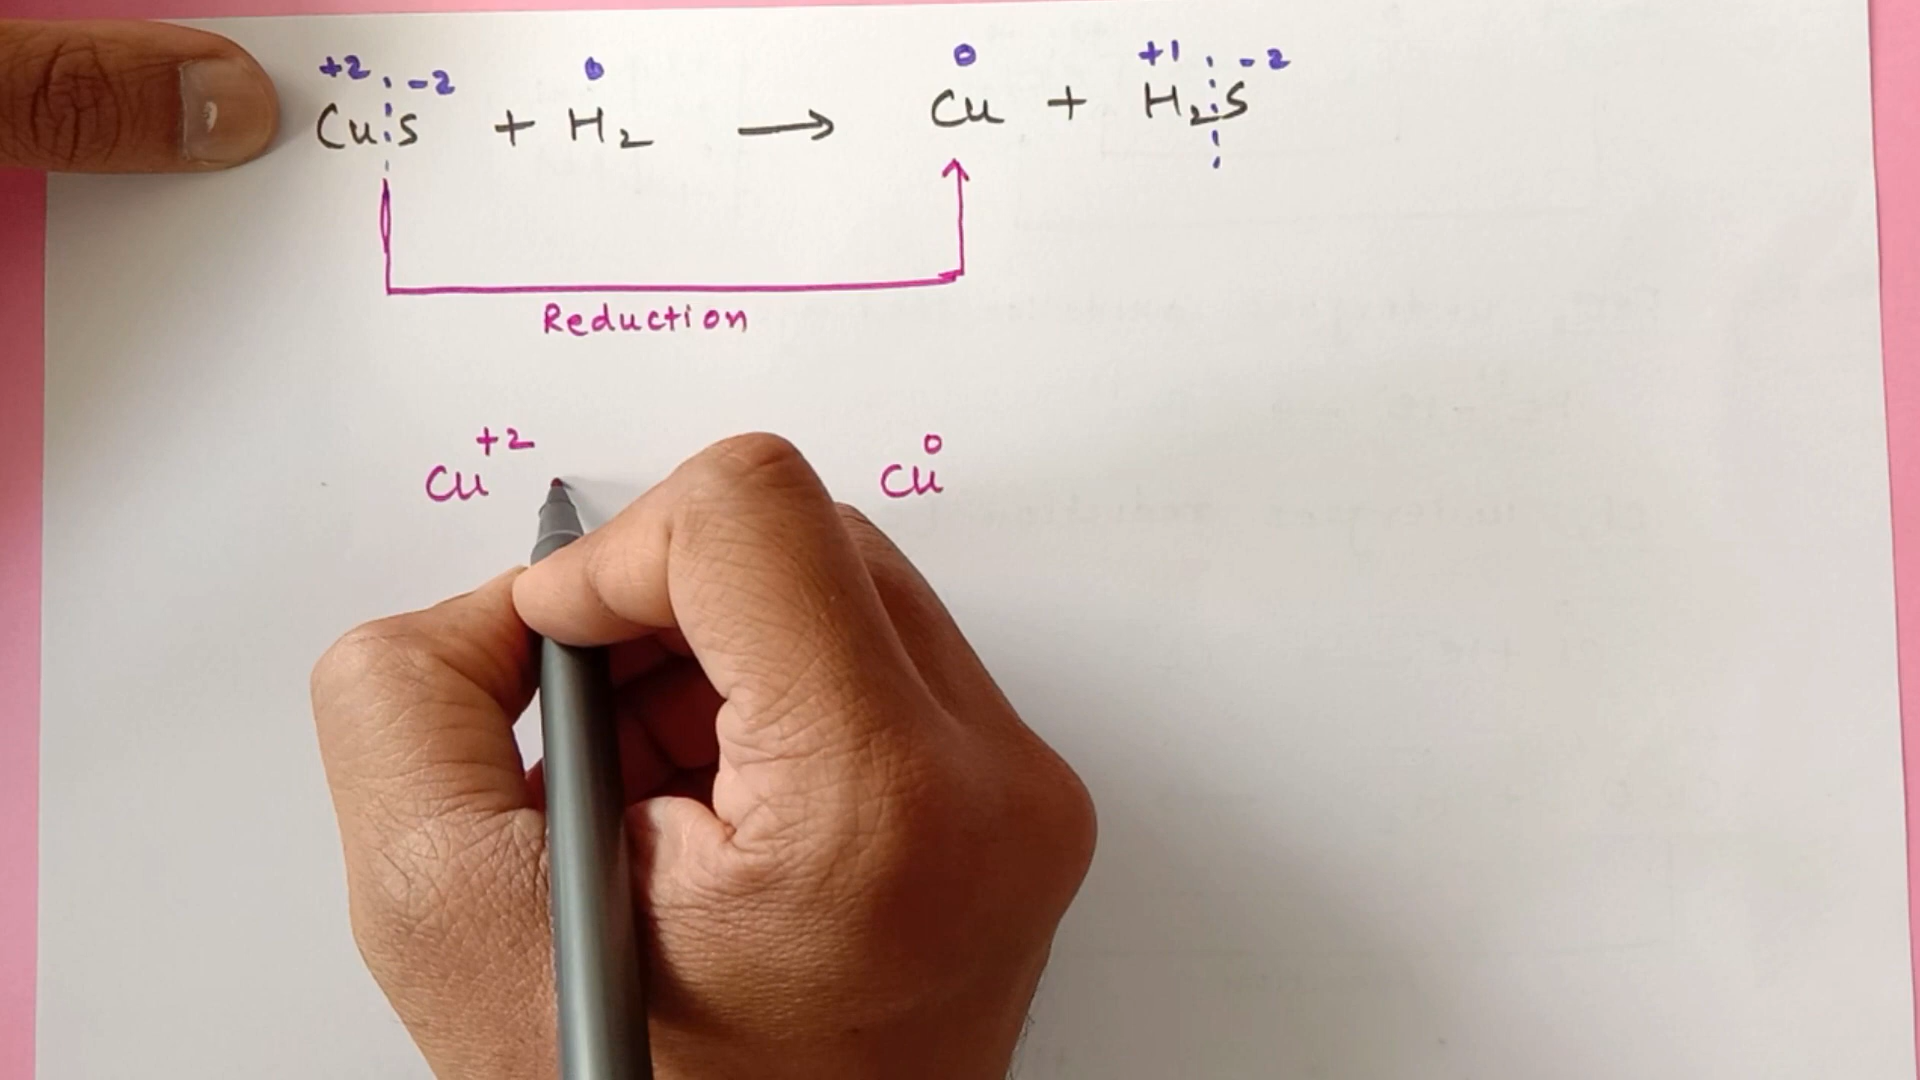 +2 -2 0 0 +1 -2
CuS + H2 → Cu + H2S
Reduction
+2 0
Cu Cu